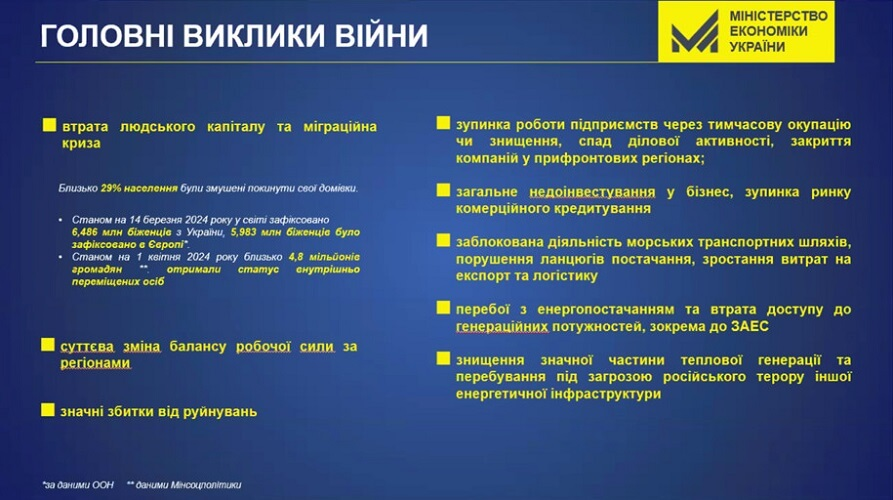 ГОЛОВНІ ВИКЛИКИ ВІЙНИ
МІНІСТЕРСТВО
ЕКОНОМІКИ
УКРАЇНИ
втрата людського капіталу та міграційна
криза
Близько 29% населення були змушені покинути свої домівки.
• Станом на 14 березня 2024 року у світі зафіксовано
6,486 млн біженців з України, 5,983 млн біженців було
зафіксовано в Європі*.
• Станом на 1 квітня 2024 року близько 4,8 мільйонів
громадян **. отримали статус внутрішньо
переміщених осіб
суттєва зміна балансу робочої сили за
регіонами
значні збитки від руйнувань
зупинка роботи підприємств через тимчасову окупацію
чи знищення, спад ділової активності, закриття
компаній у прифронтових регіонах;
загальне недоінвестування у бізнес, зупинка ринку
комерційного кредитування
заблокована діяльність морських транспортних шляхів,
порушення ланцюгів постачання, зростання витрат на
експорт та логістику
перебої з енергопостачанням та втрата доступу до
генераційних потужностей, зокрема до ЗАЕС
знищення значної частини теплової генерації та
перебування під загрозою російського терору іншої
енергетичної інфраструктури
*за даними ООН ** даними Мінсоцполітики